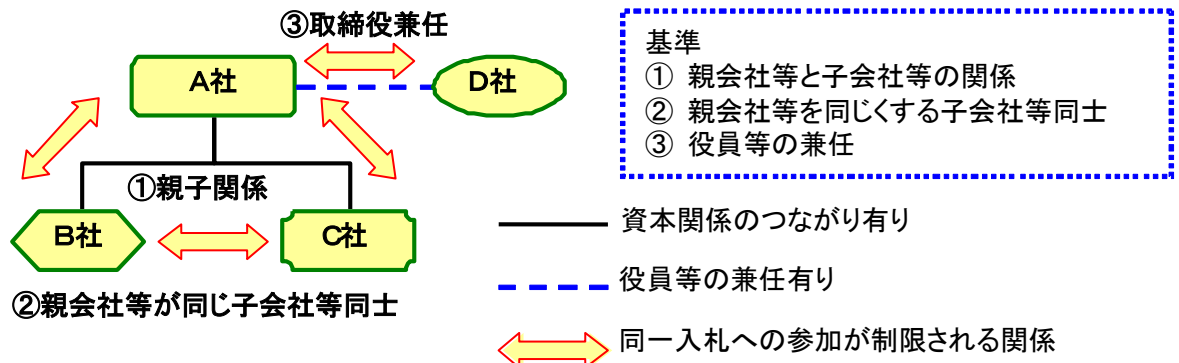 ③取締役兼任
A社
D社
①親子関係
B社
C社
②親会社等が同じ子会社等同士
基準
① 親会社等と子会社等の関係
② 親会社等を同じくする子会社等同士
③ 役員等の兼任
資本関係のつながり有り
役員等の兼任有り
同一入札への参加が制限される関係